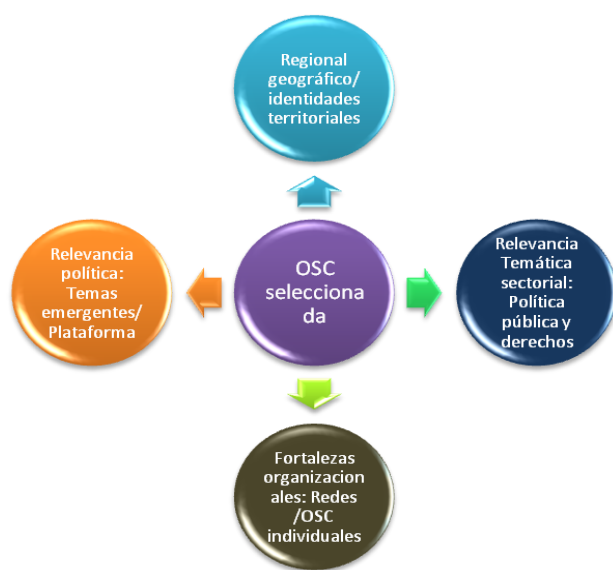 Regional
geográfico/
identidades
territoriales
Relevancia
política:
Temas
emergentes/
Plataforma
OSC
selecciona
da
Relevancia
Temática
sectorial:
Política
pública y
derechos
Fortalezas
organizacion
ales: Redes
/OSC
individuales